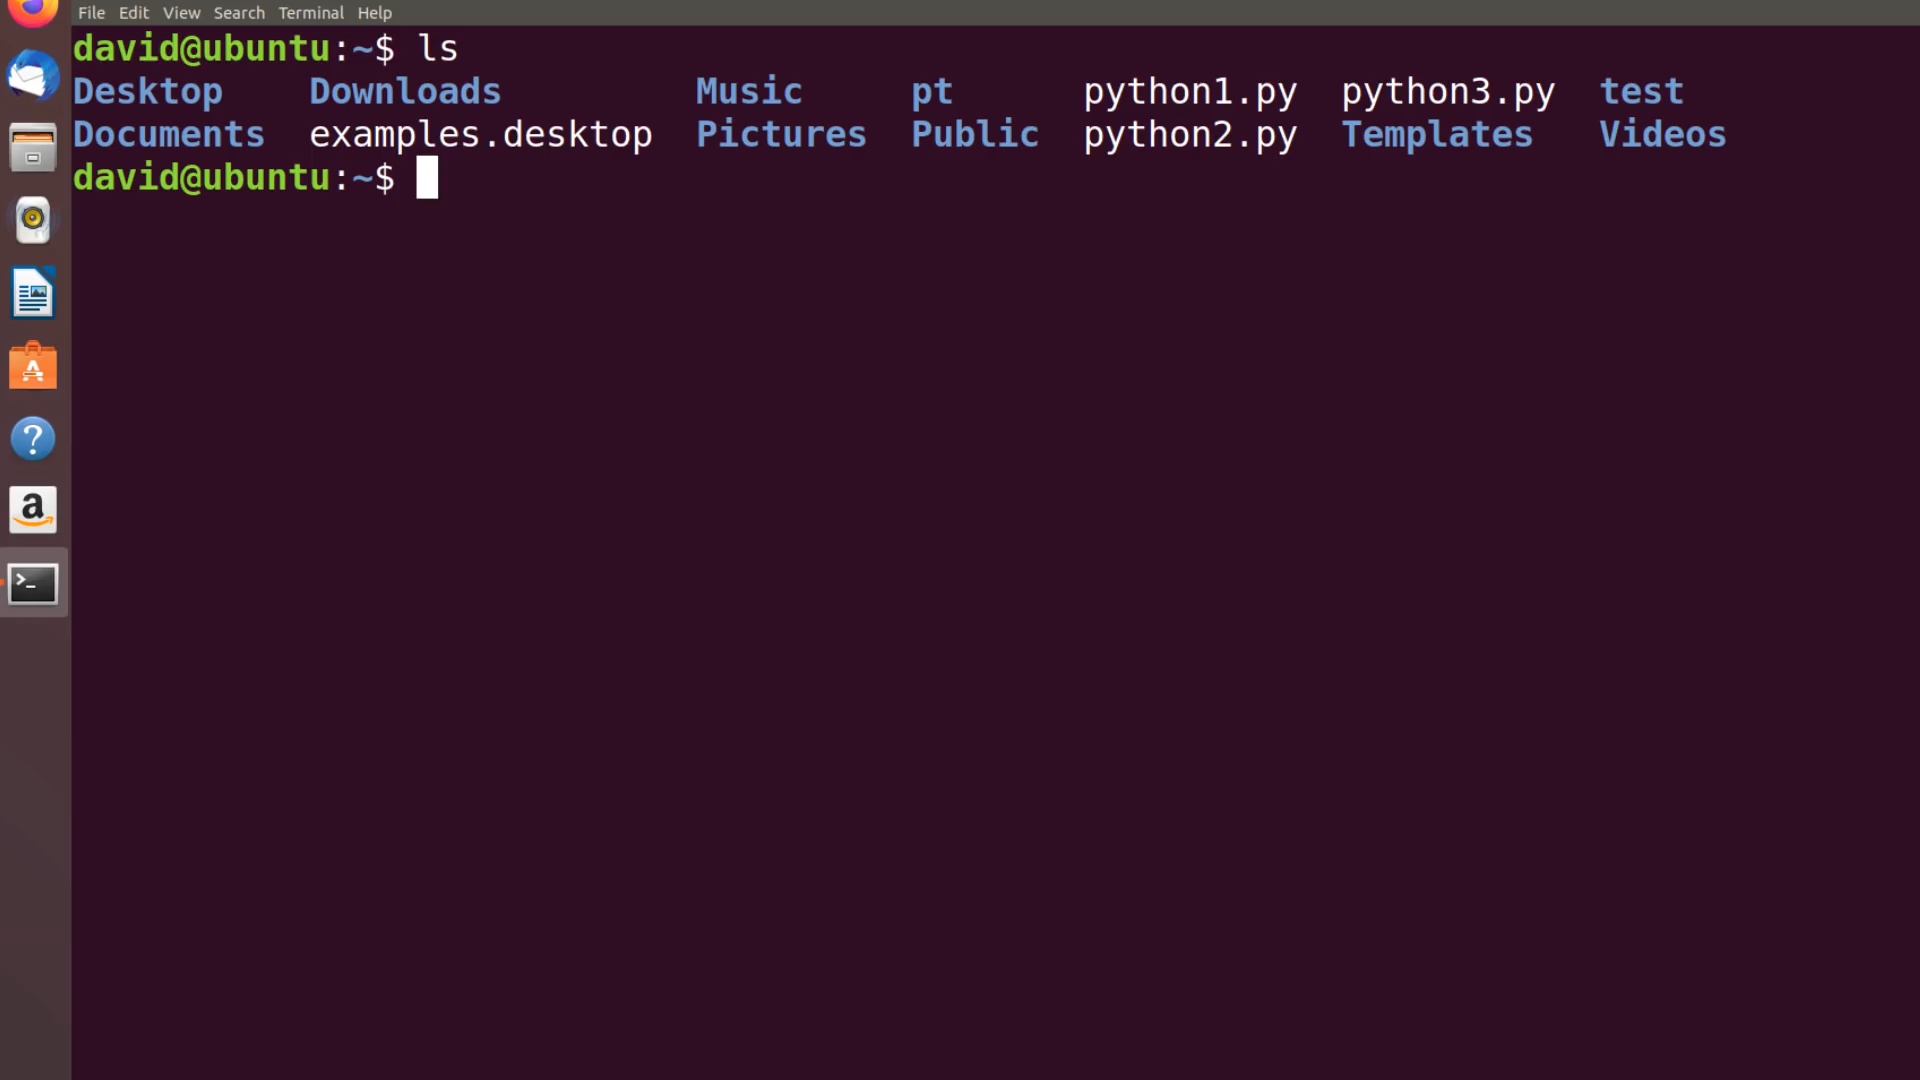 File Edit View Search Terminal Help
david@ubuntu:~$ ls
Desktop Downloads Music pt python1.py python3.py test
Documents examples.desktop Pictures Public python2.py Templates Videos
david@ubuntu:~$
A
?
a
>_